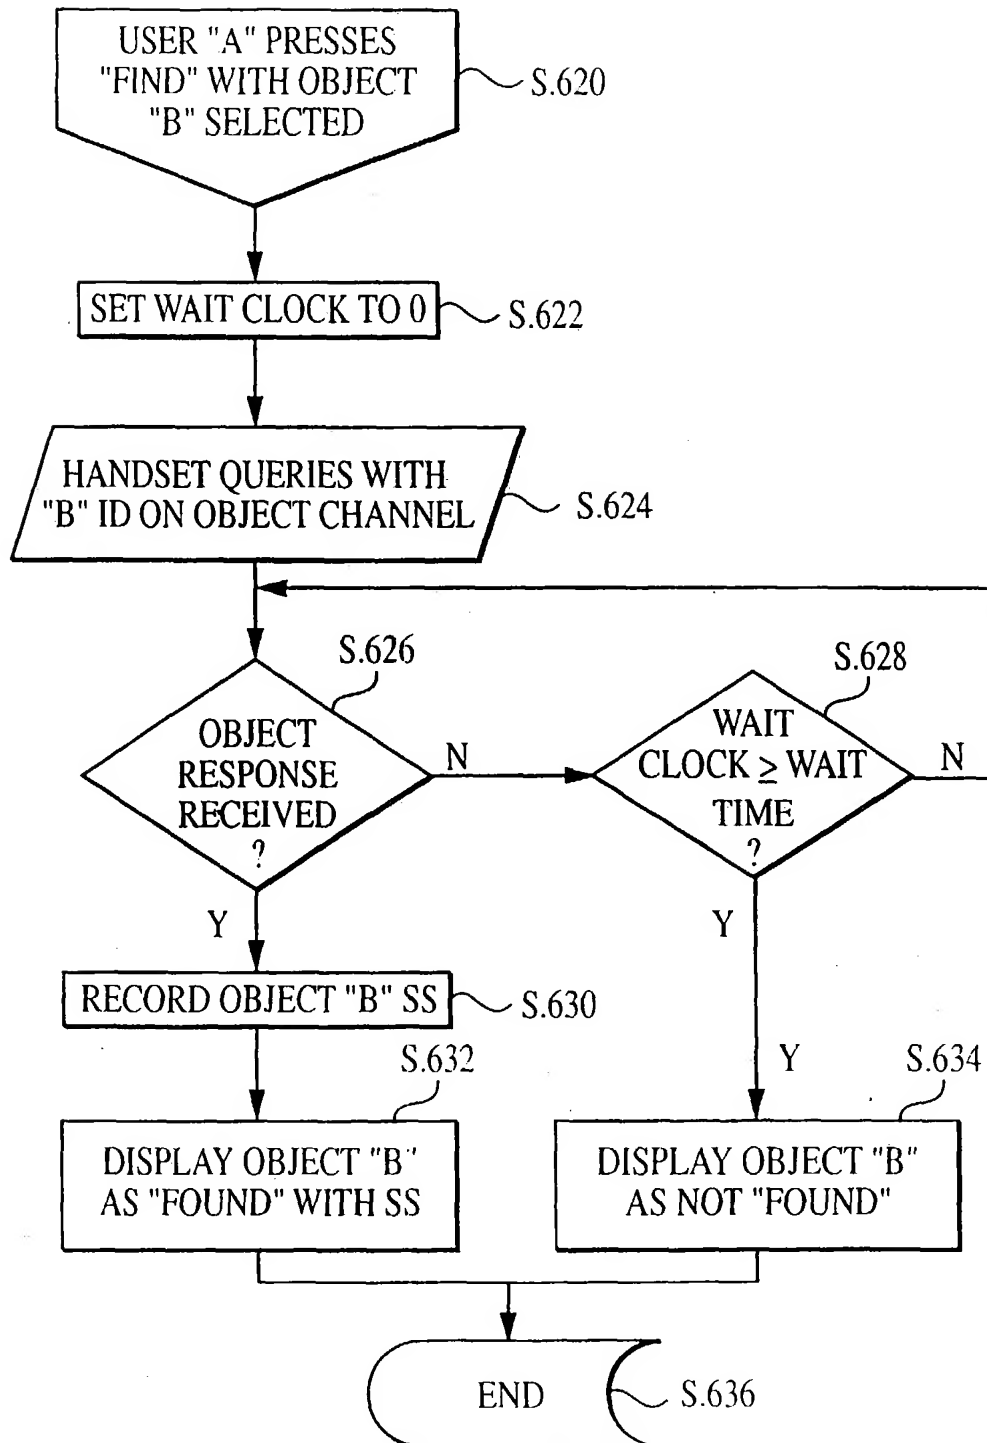 USER "A" PRESSES
"FIND" WITH OBJECT
"B" SELECTED
S.620
SET WAIT CLOCK TO 0
S.622
HANDSET QUERIES WITH
"B" ID ON OBJECT CHANNEL
S.624
S.626
OBJECT
RESPONSE
RECEIVED
?
N
S.628
WAIT
CLOCK ≥ WAIT
TIME
?
N
Y
Y
RECORD OBJECT "B" SS
S.630
S.632
DISPLAY OBJECT "B"
AS "FOUND" WITH SS
Y
S.634
DISPLAY OBJECT "B"
AS NOT "FOUND"
END
S.636